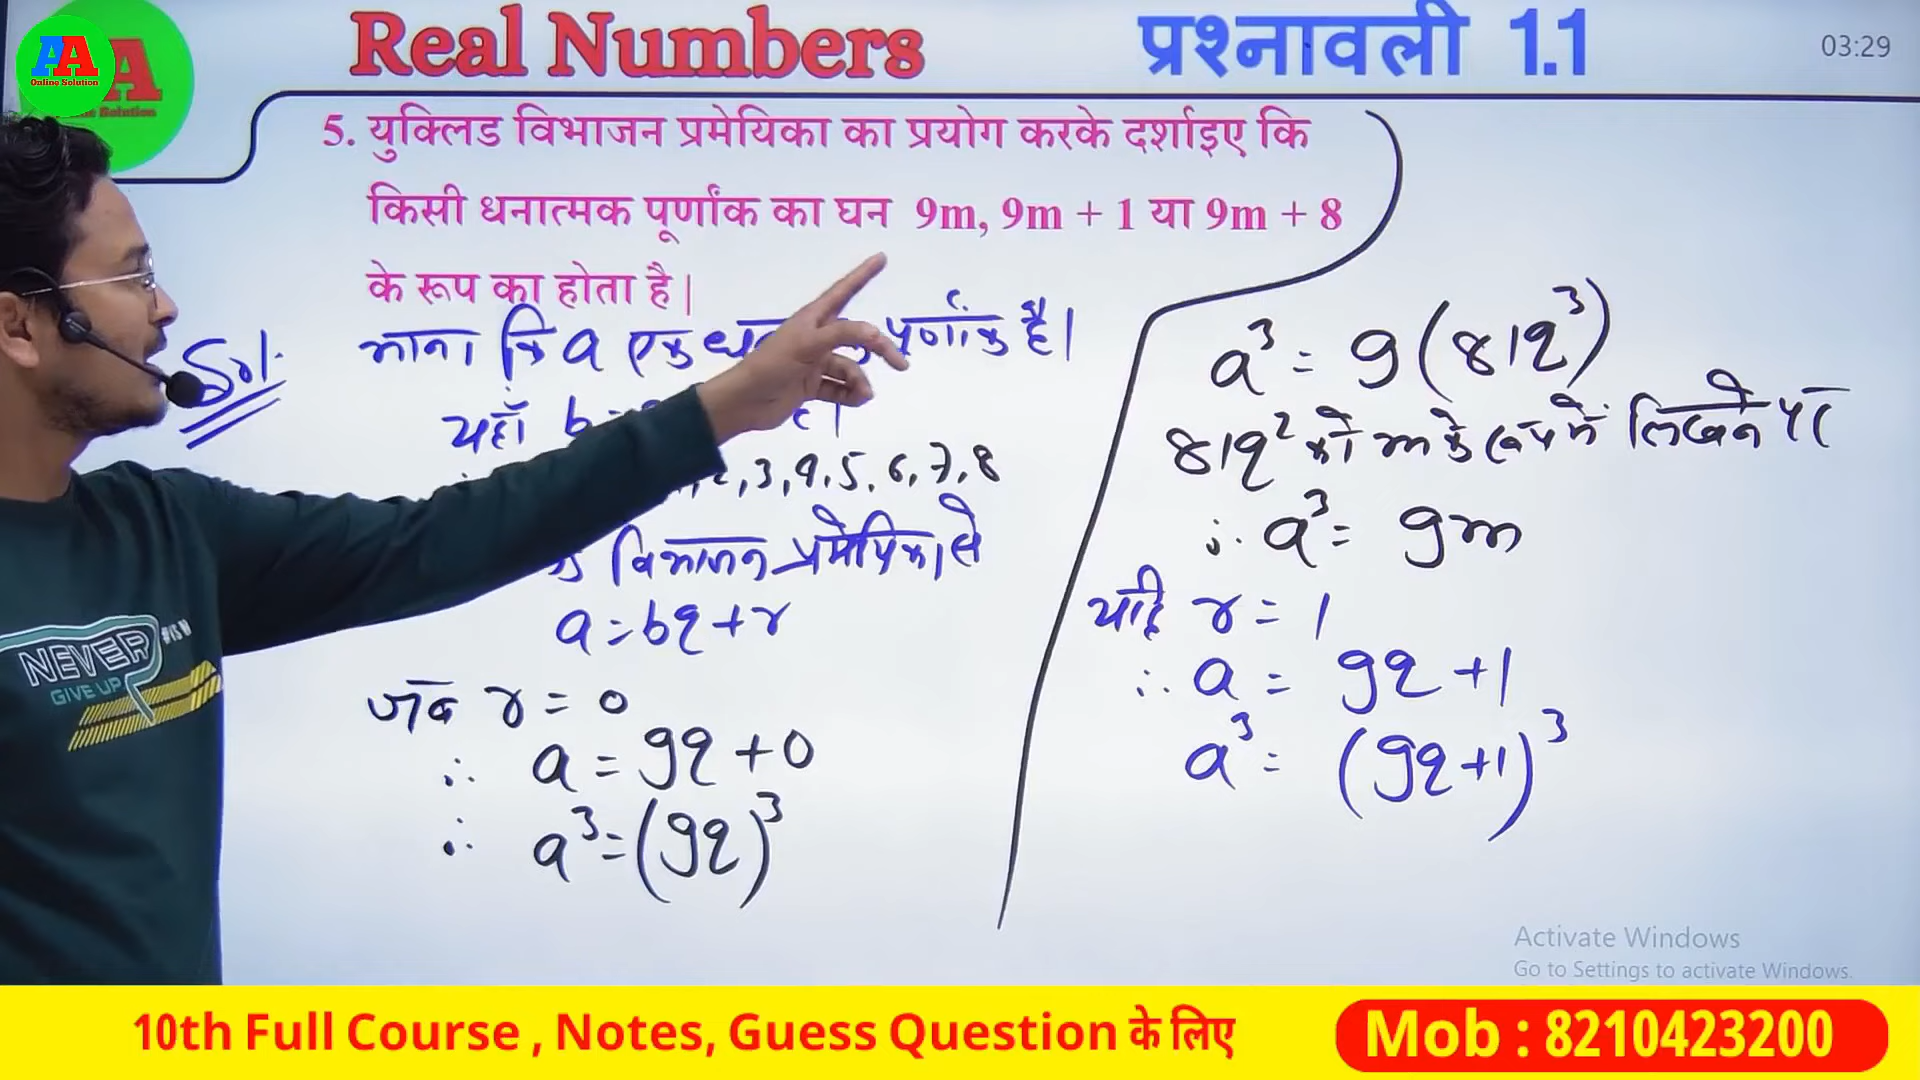 AA
Online Solution
Real Numbers
प्रश्नावली 1.1
03:29
5. युक्लिड विभाजन प्रमेयिका का प्रयोग करके दर्शाइए कि
किसी धनात्मक पूर्णांक का घन 9m, 9m + 1 या 9m + 8
के रूप का होता है |
Sol.
माना कि a एक पूर्णांक है।
यहाँ b =
3, 4, 5, 6, 7, 8
विभाजन प्रमेयिका से
a = bq + r
जब r = 0
∴ a = 9q + 0
∴ a³ = (9q)³
a³ = 9(81q³)
81q² को m के रूप में लिखने पर
∴ a³ = 9m
यदि r = 1
∴ a = 9q + 1
a³ = (9q+1)³
NEVER
GIVE UP
Activate Windows
Go to Settings to activate Windows.
10th Full Course , Notes, Guess Question के लिए
Mob : 8210423200